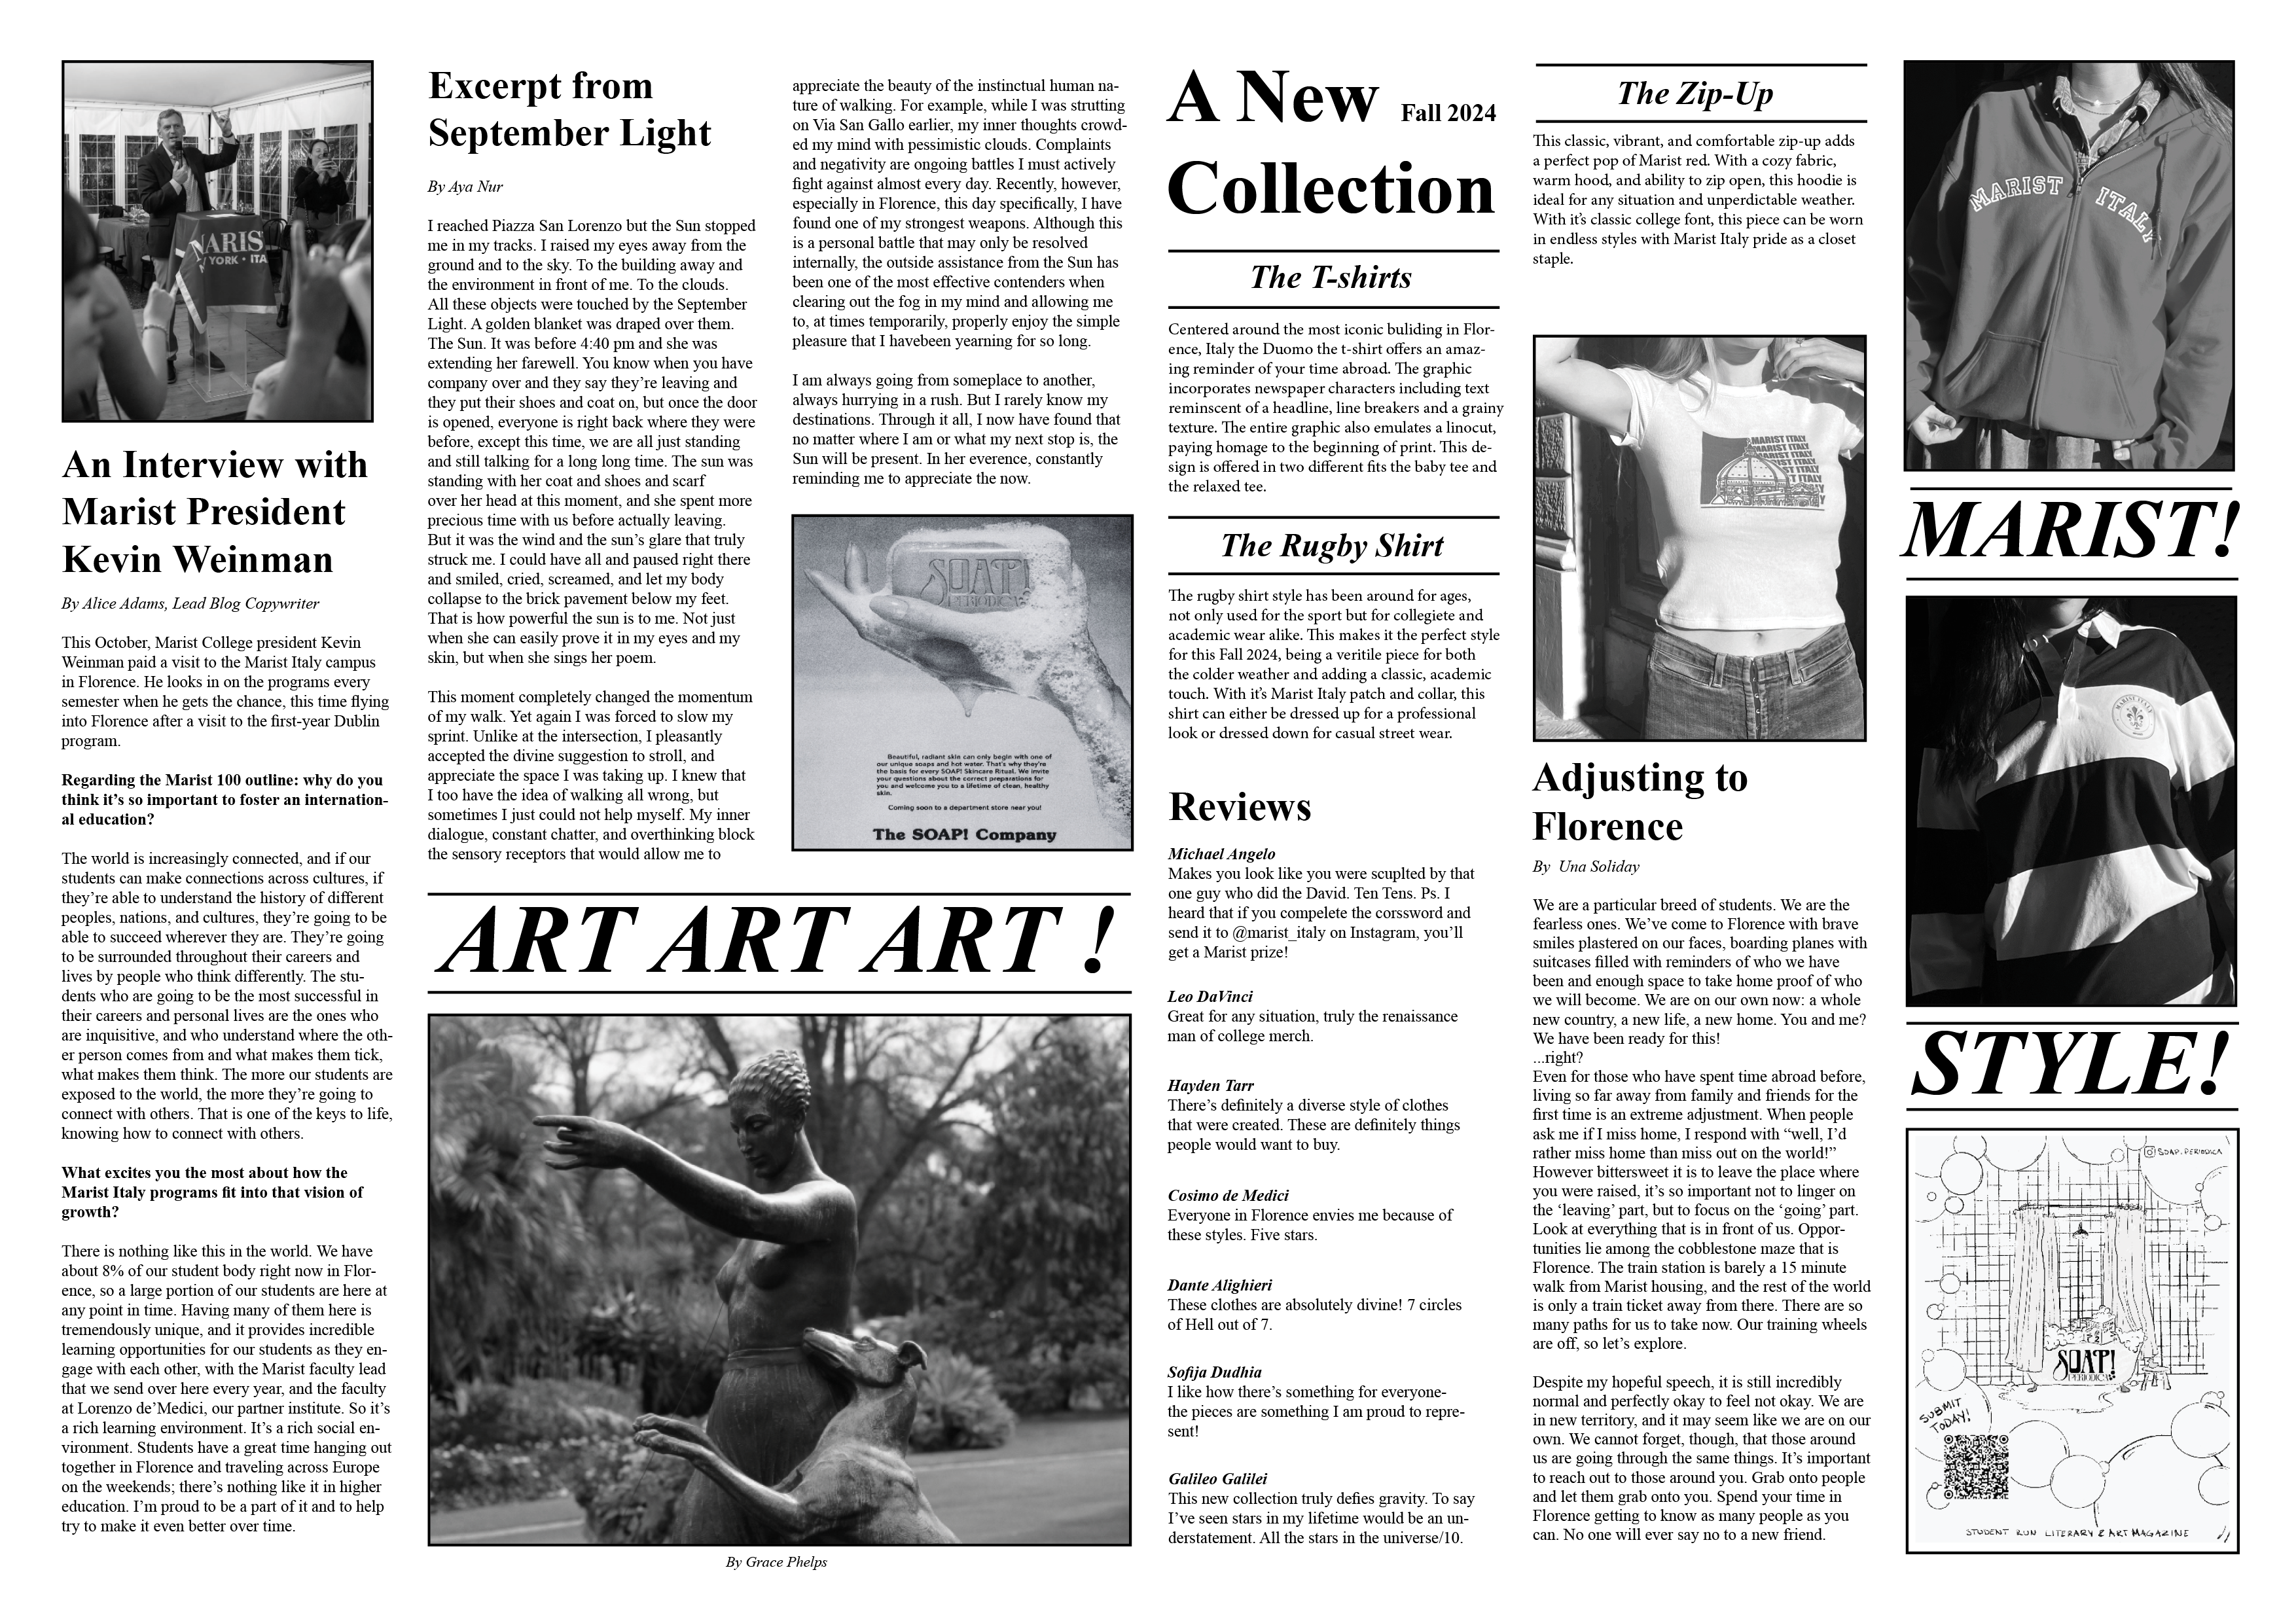 MARIS
YORK • ITA
An Interview with
Marist President
Kevin Weinman
By Alice Adams, Lead Blog Copywriter
This October, Marist College president Kevin
Weinman paid a visit to the Marist Italy campus
in Florence. He looks in on the programs every
semester when he gets the chance, this time flying
into Florence after a visit to the first-year Dublin
program.
Regarding the Marist 100 outline: why do you
think it’s so important to foster an internation-
al education?
The world is increasingly connected, and if our
students can make connections across cultures, if
they’re able to understand the history of different
peoples, nations, and cultures, they’re going to be
able to succeed wherever they are. They’re going
to be surrounded throughout their careers and
lives by people who think differently. The stu-
dents who are going to be the most successful in
their careers and personal lives are the ones who
are inquisitive, and who understand where the oth-
er person comes from and what makes them tick,
what makes them think. The more our students are
exposed to the world, the more they’re going to
connect with others. That is one of the keys to life,
knowing how to connect with others.
What excites you the most about how the
Marist Italy programs fit into that vision of
growth?
There is nothing like this in the world. We have
about 8% of our student body right now in Flor-
ence, so a large portion of our students are here at
any point in time. Having many of them here is
tremendously unique, and it provides incredible
learning opportunities for our students as they en-
gage with each other, with the Marist faculty lead
that we send over here every year, and the faculty
at Lorenzo de’Medici, our partner institute. So it’s
a rich learning environment. It’s a rich social en-
vironment. Students have a great time hanging out
together in Florence and traveling across Europe
on the weekends; there’s nothing like it in higher
education. I’m proud to be a part of it and to help
try to make it even better over time.
Excerpt from
September Light
By Aya Nur
I reached Piazza San Lorenzo but the Sun stopped
me in my tracks. I raised my eyes away from the
ground and to the sky. To the building away and
the environment in front of me. To the clouds.
All these objects were touched by the September
Light. A golden blanket was draped over them.
The Sun. It was before 4:40 pm and she was
extending her farewell. You know when you have
company over and they say they’re leaving and
they put their shoes and coat on, but once the door
is opened, everyone is right back where they were
before, except this time, we are all just standing
and still talking for a long long time. The sun was
standing with her coat and shoes and scarf
over her head at this moment, and she spent more
precious time with us before actually leaving.
But it was the wind and the sun’s glare that truly
struck me. I could have all and paused right there
and smiled, cried, screamed, and let my body
collapse to the brick pavement below my feet.
That is how powerful the sun is to me. Not just
when she can easily prove it in my eyes and my
skin, but when she sings her poem.
This moment completely changed the momentum
of my walk. Yet again I was forced to slow my
sprint. Unlike at the intersection, I pleasantly
accepted the divine suggestion to stroll, and
appreciate the space I was taking up. I knew that
I too have the idea of walking all wrong, but
sometimes I just could not help myself. My inner
dialogue, constant chatter, and overthinking block
the sensory receptors that would allow me to
appreciate the beauty of the instinctual human na-
ture of walking. For example, while I was strutting
on Via San Gallo earlier, my inner thoughts crowd-
ed my mind with pessimistic clouds. Complaints
and negativity are ongoing battles I must actively
fight against almost every day. Recently, however,
especially in Florence, this day specifically, I have
found one of my strongest weapons. Although this
is a personal battle that may only be resolved
internally, the outside assistance from the Sun has
been one of the most effective contenders when
clearing out the fog in my mind and allowing me
to, at times temporarily, properly enjoy the simple
pleasure that I havebeen yearning for so long.
I am always going from someplace to another,
always hurrying in a rush. But I rarely know my
destinations. Through it all, I now have found that
no matter where I am or what my next stop is, the
Sun will be present. In her everence, constantly
reminding me to appreciate the now.
SOAP!
PERIODICA
Beautiful, radiant skin can only begin with one of
our unique soaps and hot water. That's why they're
the basis for every SOAP! Skincare Ritual. We invite
your questions about the correct preparations for
you and welcome you to a lifetime of clean, healthy
skin.
Coming soon to a department store near you!
The SOAP! Company
ART ART ART !
By Grace Phelps
A New Fall 2024
Collection
The T-shirts
Centered around the most iconic buliding in Flor-
ence, Italy the Duomo the t-shirt offers an amaz-
ing reminder of your time abroad. The graphic
incorporates newspaper characters including text
reminscent of a headline, line breakers and a grainy
texture. The entire graphic also emulates a linocut,
paying homage to the beginning of print. This de-
sign is offered in two different fits the baby tee and
the relaxed tee.
The Rugby Shirt
The rugby shirt style has been around for ages,
not only used for the sport but for collegiete and
academic wear alike. This makes it the perfect style
for this Fall 2024, being a veritile piece for both
the colder weather and adding a classic, academic
touch. With it’s Marist Italy patch and collar, this
shirt can either be dressed up for a professional
look or dressed down for casual street wear.
Reviews
Michael Angelo
Makes you look like you were scuplted by that
one guy who did the David. Ten Tens. Ps. I
heard that if you compelete the corssword and
send it to @marist_italy on Instagram, you’ll
get a Marist prize!
Leo DaVinci
Great for any situation, truly the renaissance
man of college merch.
Hayden Tarr
There’s definitely a diverse style of clothes
that were created. These are definitely things
people would want to buy.
Cosimo de Medici
Everyone in Florence envies me because of
these styles. Five stars.
Dante Alighieri
These clothes are absolutely divine! 7 circles
of Hell out of 7.
Sofija Dudhia
I like how there’s something for everyone-
the pieces are something I am proud to repre-
sent!
Galileo Galilei
This new collection truly defies gravity. To say
I’ve seen stars in my lifetime would be an un-
derstatement. All the stars in the universe/10.
The Zip-Up
This classic, vibrant, and comfortable zip-up adds
a perfect pop of Marist red. With a cozy fabric,
warm hood, and ability to zip open, this hoodie is
ideal for any situation and unperdictable weather.
With it’s classic college font, this piece can be worn
in endless styles with Marist Italy pride as a closet
staple.
MARIST ITALY
MARIST ITALY
MARIST ITALY
IST ITALY
ST ITALY
T ITALY
Y
Y
Adjusting to
Florence
By Una Soliday
We are a particular breed of students. We are the
fearless ones. We’ve come to Florence with brave
smiles plastered on our faces, boarding planes with
suitcases filled with reminders of who we have
been and enough space to take home proof of who
we will become. We are on our own now: a whole
new country, a new life, a new home. You and me?
We have been ready for this!
...right?
Even for those who have spent time abroad before,
living so far away from family and friends for the
first time is an extreme adjustment. When people
ask me if I miss home, I respond with “well, I’d
rather miss home than miss out on the world!”
However bittersweet it is to leave the place where
you were raised, it’s so important not to linger on
the ‘leaving’ part, but to focus on the ‘going’ part.
Look at everything that is in front of us. Oppor-
tunities lie among the cobblestone maze that is
Florence. The train station is barely a 15 minute
walk from Marist housing, and the rest of the world
is only a train ticket away from there. There are so
many paths for us to take now. Our training wheels
are off, so let’s explore.
Despite my hopeful speech, it is still incredibly
normal and perfectly okay to feel not okay. We are
in new territory, and it may seem like we are on our
own. We cannot forget, though, that those around
us are going through the same things. It’s important
to reach out to those around you. Grab onto people
and let them grab onto you. Spend your time in
Florence getting to know as many people as you
can. No one will ever say no to a new friend.
MARIST ITALY
MARIST!
MARIST ITALY
STYLE!
SOAP.PERIODICA
SOAP!
PERIODICA
SUBMIT
TODAY!
STUDENT RUN LITERARY & ART MAGAZINE